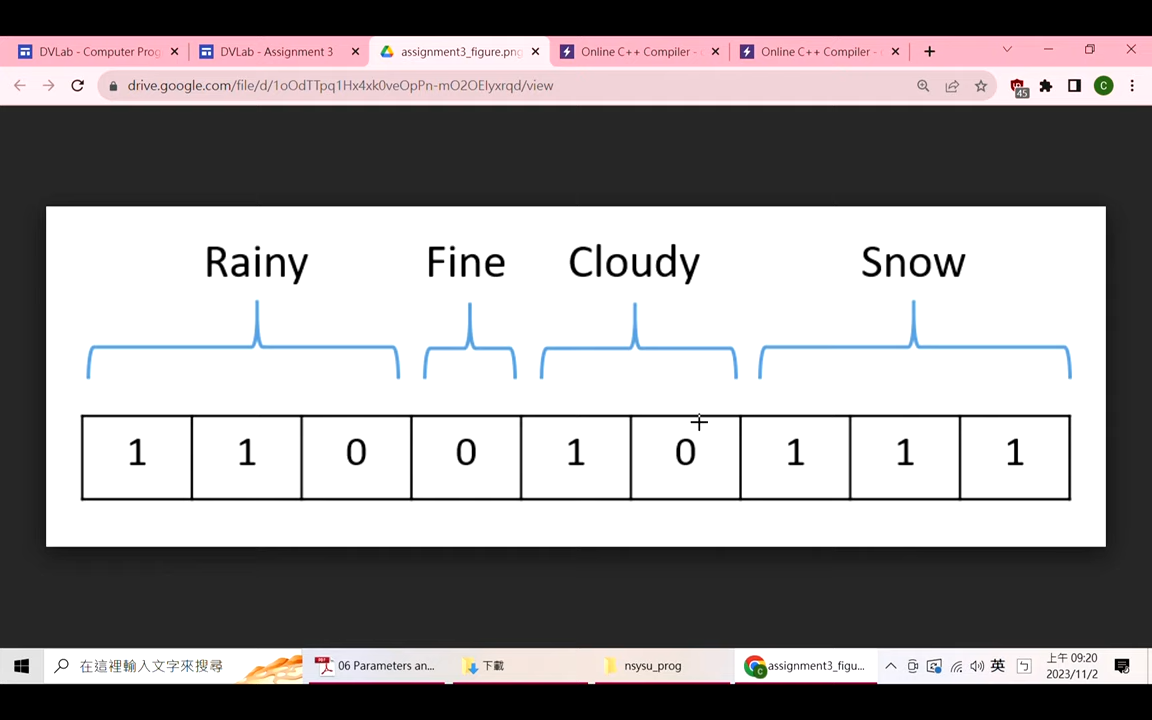 DVLab - Computer Prog
DVLab - Assignment 3
assignment3_figure.png
Online C++ Compiler -
Online C++ Compiler -
drive.google.com/file/d/1oOdTTpq1Hx4xk0veOpPn-mO2OEIyxrqd/view
45
C
Rainy Fine Cloudy Snow
1 1 0 0 1 0 1 1 1
在這裡輸入文字來搜尋
06 Parameters an...
下載
nsysu_prog
assignment3_figu...
英
上午 09:20
2023/11/2